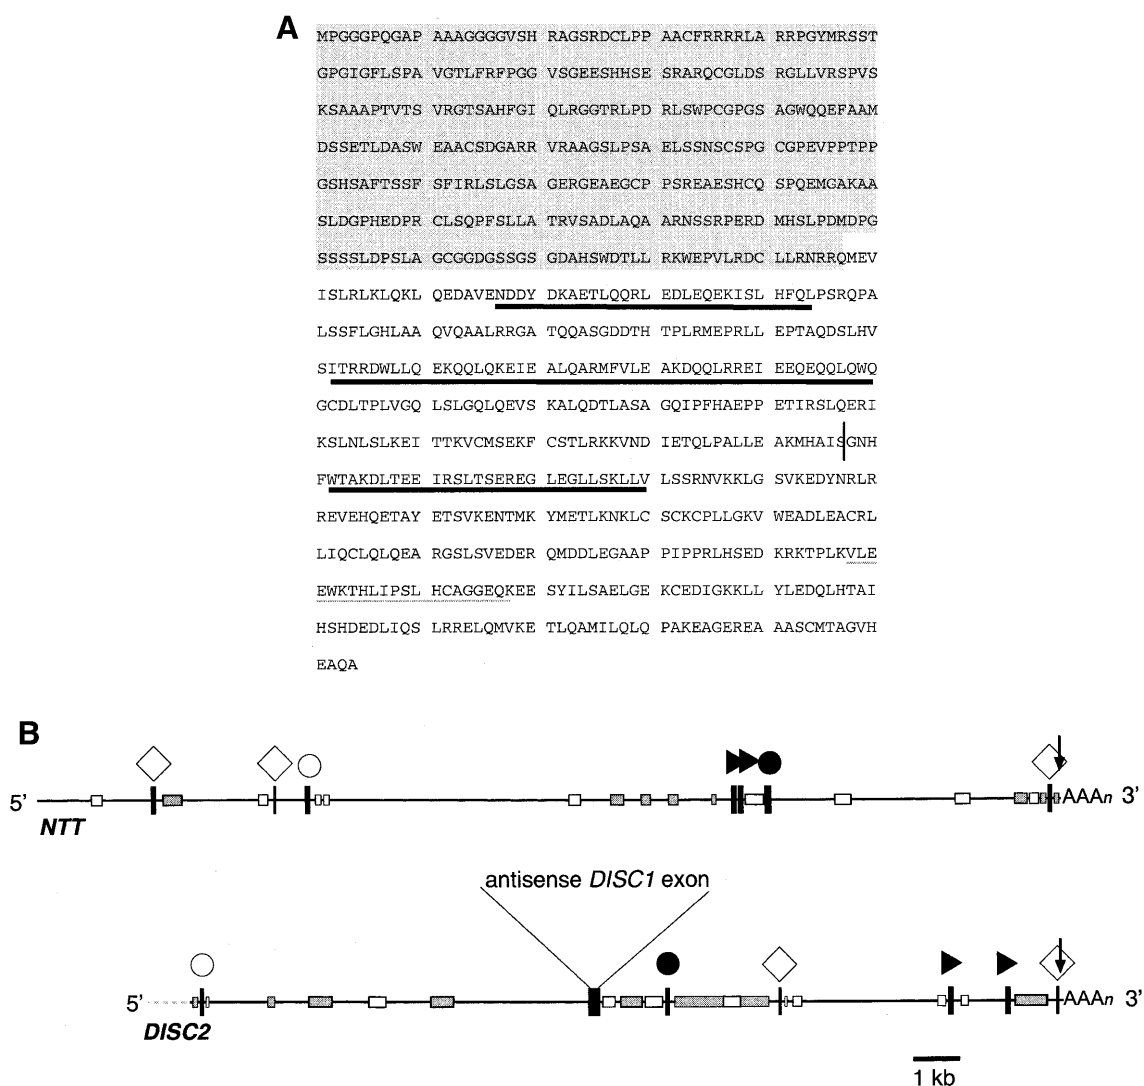 A
MPGGGPQGAP AAAGGGGVSH RAGSRDCLPP AACFRRRRLA RRPGYMRSST
GPGIGFLSPA VGTLFRFPGG VSGEESHHSE SRARQCGLDS RGLLVRSPVS
KSAAAPTVTS VRGTSAHFGI QLRGGTRLPD RLSWPCGPGS AGWQQEFAAM
DSSETLDASW EAACSDGARR VRAAGSLPSA ELSSNSCSPG CGPEVPPTPP
GSHSAFTSSF SFIRLSLGSA GERGEAEGCP PSREAESHCQ SPQEMGAKAA
SLDGPHEDPR CLSQPFSLLA TRVSADLAQA ARNSSRPERD MHSLPDMDPG
SSSSLDPSLA GCGGDGSSGS GDAHSWDTLL RKWEPVLRDC LLRNRRQMEV
ISLRLKLQKL QEDAVENDDY DKAETLQQRL EDLEQEKISL HFQLPSRQPA
LSSFLGHLAA QVQAALRRGA TQQASGDDTH TPLRMEPRLL EPTAQDSLHV
SITRRDWLLQ EKQQLQKEIE ALQARMFVLE AKDQQLRREI EEQEQQLQWQ
GCDLTPLVGQ LSLGQLQEVS KALQDTLASA GQIPFHAEPP ETIRSLQERI
KSLNLSLKEI TTKVCMSEKF CSTLRKKVND IETQLPALLE AKMHAISGNH
FWTAKDLTEE IRSLTSEREG LEGLLSKLLV LSSRNVKKLG SVKEDYNRLR
REVEHQETAY ETSVKENTMK YMETLKNKLC SCKCPLLGKV WEADLEACRL
LIQCLQLQEA RGSLSVEDER QMDDLEGAAP PIPPRLHSED KRKTPLKVLE
EWKTHLIPSL HCAGGEQKEE SYILSAELGE KCEDIGKKLL YLEDQLHTAI
HSHDEDLIQS LRRELQMVKE TLQAMILQLQ PAKEAGEREA AASCMTAGVH
EAQA
B
5' AAAn 3'
NTT
antisense DISC1 exon
5' AAAn 3'
DISC2
1 kb